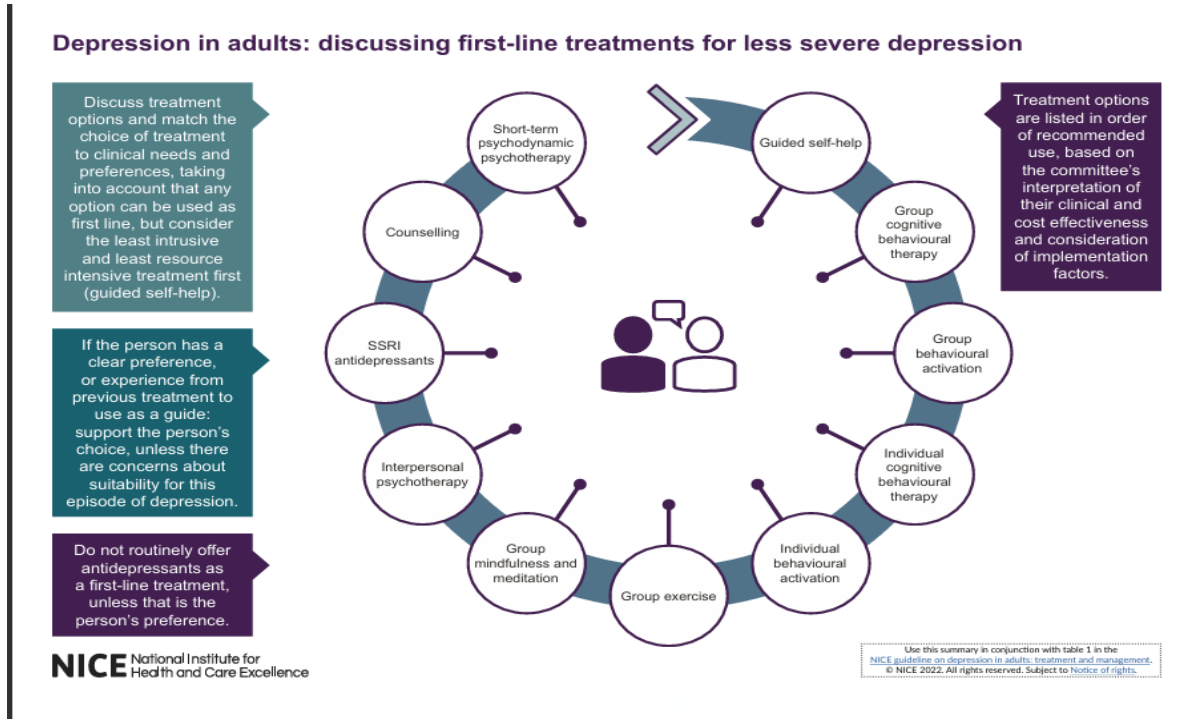 Depression in adults: discussing first-line treatments for less severe depression
Discuss treatment
options and match the
choice of treatment
to clinical needs and
preferences, taking
into account that any
option can be used as
first line, but consider
the least intrusive
and least resource
intensive treatment first
(guided self-help).
If the person has a
clear preference,
or experience from
previous treatment to
use as a guide:
support the person's
choice, unless there
are concerns about
suitability for this
episode of depression.
Do not routinely offer
antidepressants as
a first-line treatment,
unless that is the
person's preference.
Guided self-help
Group
cognitive
behavioural
therapy
Group
behavioural
activation
Individual
cognitive
behavioural
therapy
Individual
behavioural
activation
Group exercise
Group
mindfulness and
meditation
Interpersonal
psychotherapy
SSRI
antidepressants
Counselling
Short-term
psychodynamic
psychotherapy
Treatment options
are listed in order
of recommended
use, based on
the committee's
interpretation of
their clinical and
cost effectiveness
and consideration
of implementation
factors.
NICE National Institute for
Health and Care Excellence
Use this summary in conjunction with table 1 in the
NICE guideline on depression in adults: treatment and management.
© NICE 2022. All rights reserved. Subject to Notice of rights.